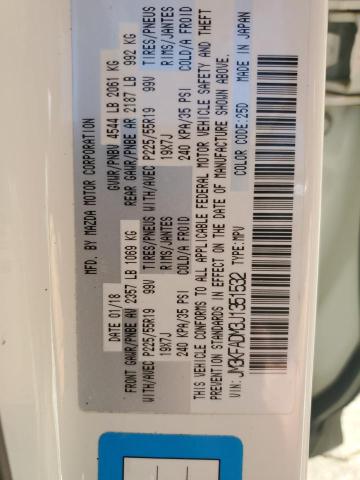 MFD. BY MAZDA MOTOR CORPORATION
DATE 01/18 GVWR/PNBV 4544 LB 2061 KG
FRONT GAWR/PNBE AV 2357 LB 1069 KG REAR GAWR/PNBE AR 2187 LB 992 KG
WITH/AVEC P225/55R19 99V TIRES/PNEUS WITH/AVEC P225/55R19 99V TIRES/PNEUS
19X7J RIMS/JANTES 19X7J RIMS/JANTES
240 KPA/35 PSI COLD/A FROID 240 KPA/35 PSI COLD/A FROID
THIS VEHICLE CONFORMS TO ALL APPLICABLE FEDERAL MOTOR VEHICLE SAFETY AND THEFT
PREVENTION STANDARDS IN EFFECT ON THE DATE OF MANUFACTURE SHOWN ABOVE.
VIN: JM3KFADM3J1351632 TYPE:MPV COLOR CODE:25D MADE IN JAPAN